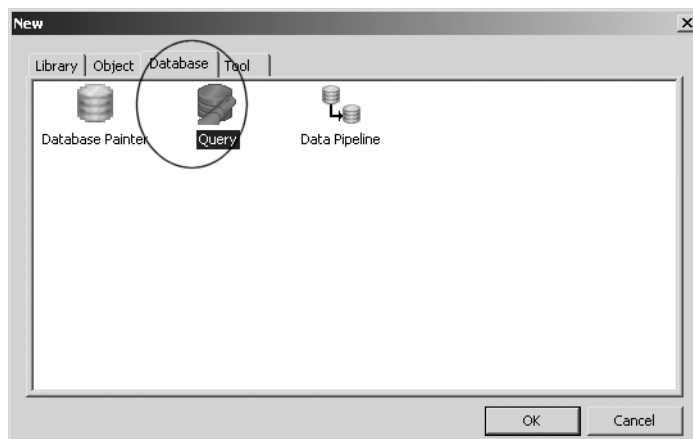 New
Library Object Database Tool
Database Painter Query Data Pipeline
OK Cancel